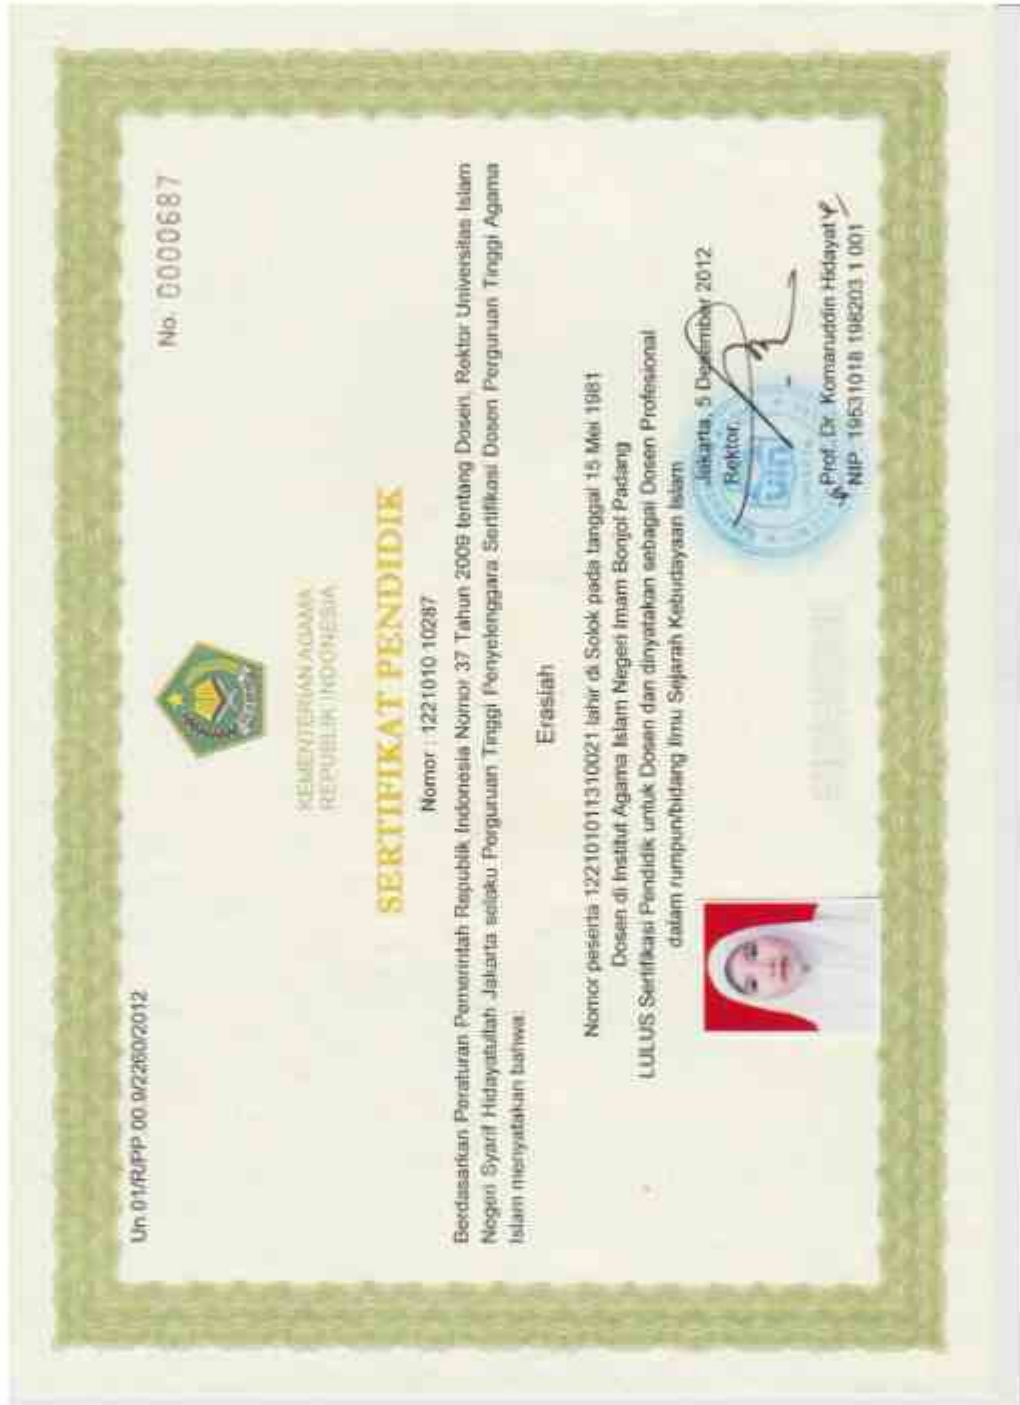 Un.01/R/PP.00.9/2260/2012
No. 0000687
KEMENTERIAN AGAMA
REPUBLIK INDONESIA
SERTIFIKAT PENDIDIK
Nomor : 1221010 10287
Berdasarkan Peraturan Pemerintah Republik Indonesia Nomor 37 Tahun 2009 tentang Dosen, Rektor Universitas Islam
Negeri Syarif Hidayatullah Jakarta selaku Perguruan Tinggi Penyelenggara Sertifikasi Dosen Perguruan Tinggi Agama
Islam menyatakan bahwa:
Erasiah
Nomor peserta 122101011310021 lahir di Solok pada tanggal 15 Mei 1981
Dosen di Institut Agama Islam Negeri Imam Bonjol Padang
LULUS Sertifikasi Pendidik untuk Dosen dan dinyatakan sebagai Dosen Profesional
dalam rumpun/bidang Ilmu Sejarah Kebudayaan Islam
Jakarta, 5 Desember 2012
Rektor,
uin
Prof. Dr. Komaruddin Hidayat
NIP. 19531018 198203 1 001